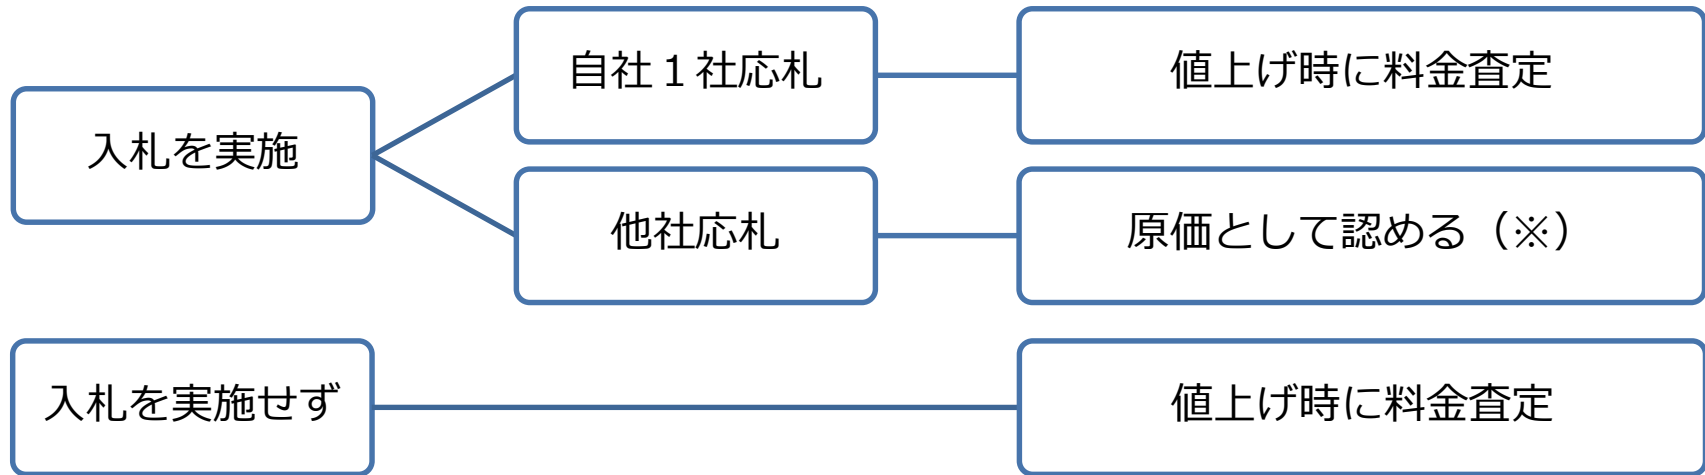 入札を実施
自社１社応札
値上げ時に料金査定
他社応札
原価として認める（※）
入札を実施せず
値上げ時に料金査定